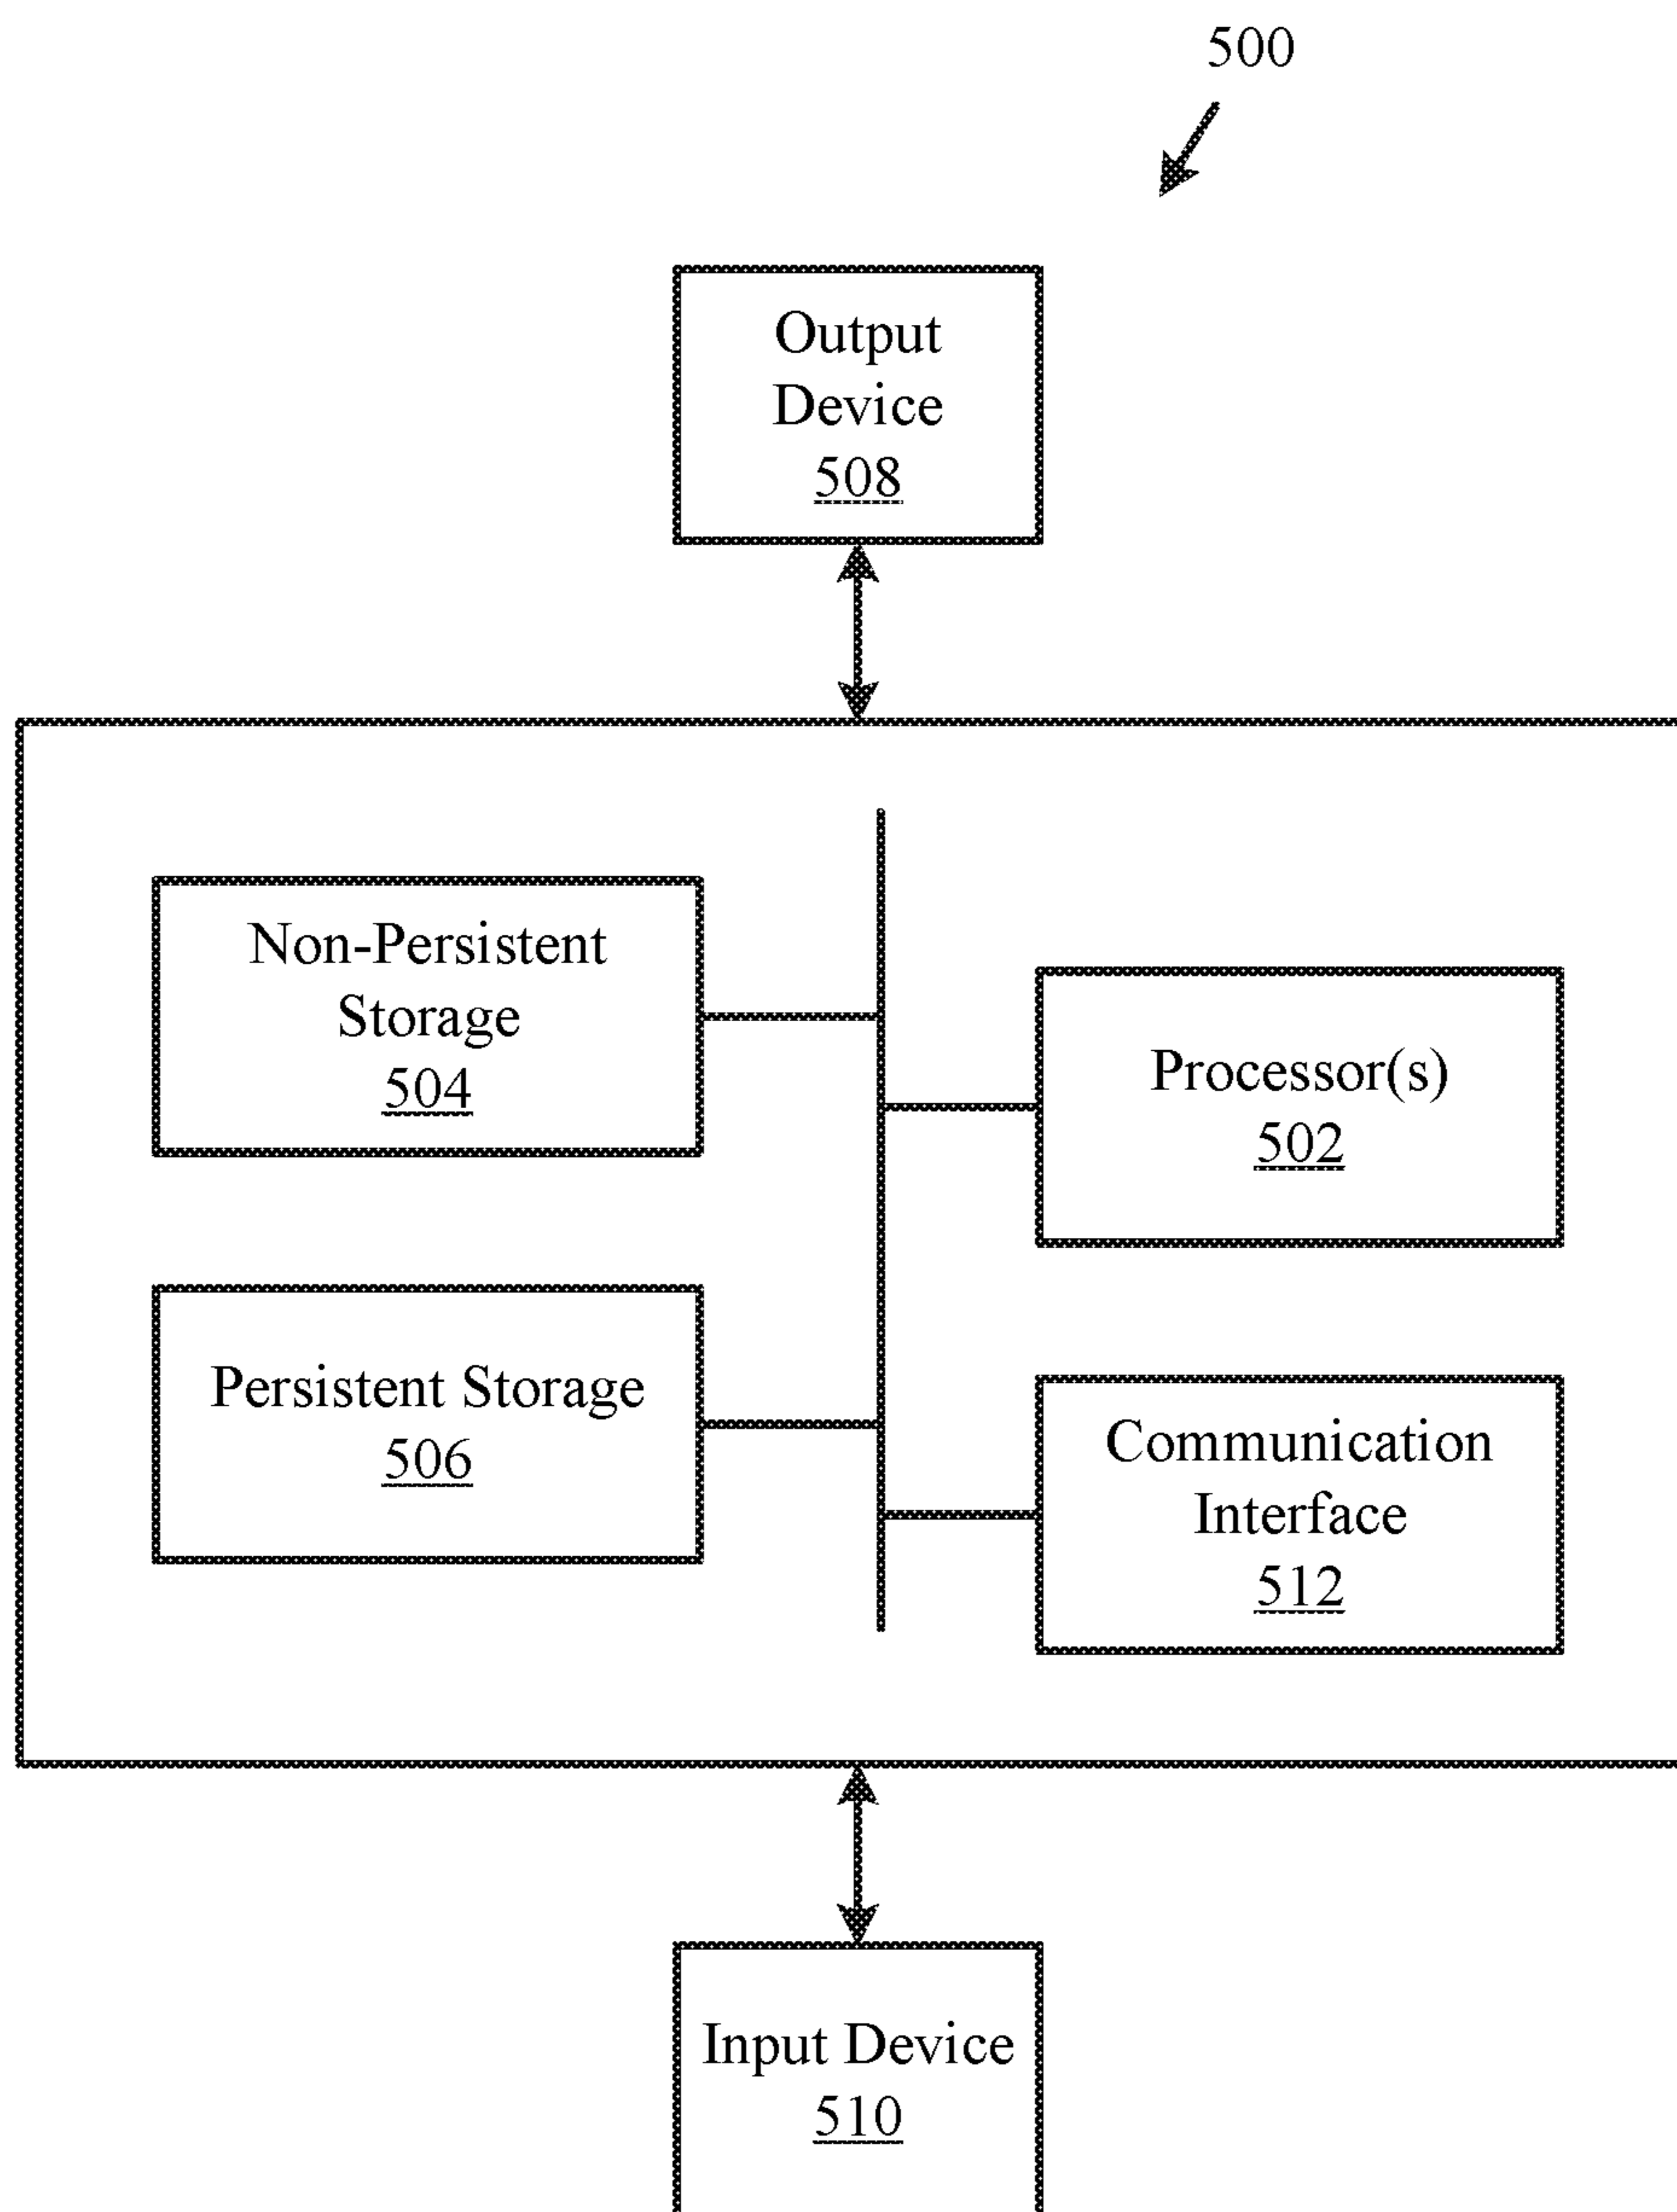 500
Output
Device
508
Non-Persistent
Storage
504
Processor(s)
502
Persistent Storage
506
Communication
Interface
512
Input Device
510